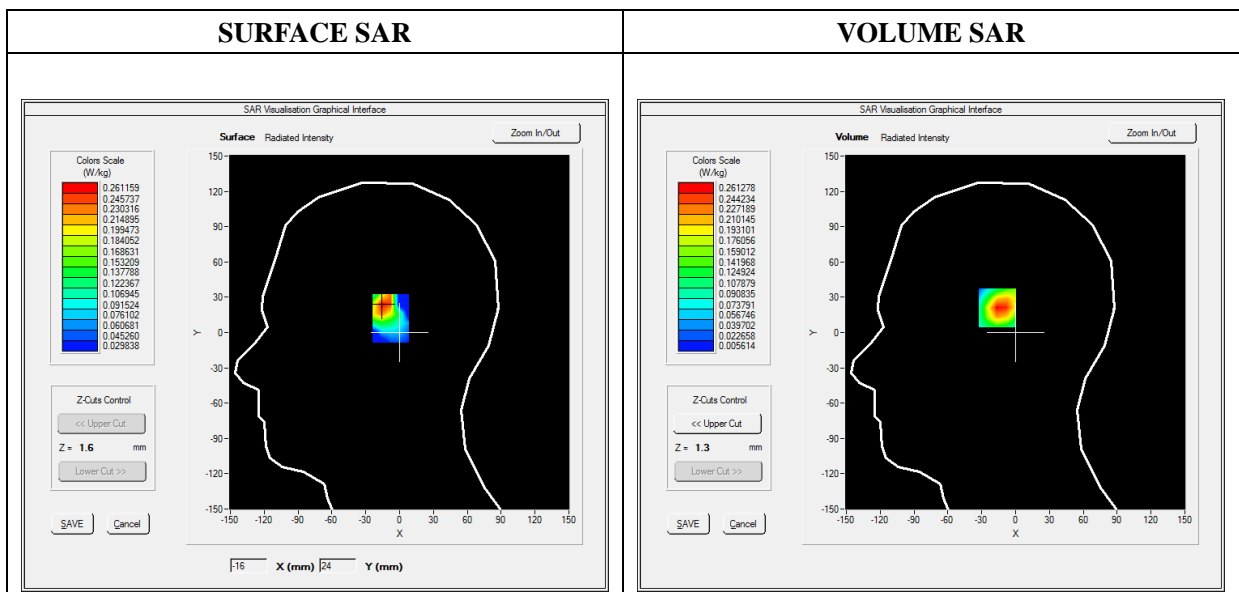 SURFACE SAR
VOLUME SAR
SAR Visualisation Graphical Interface
Surface Radiated Intensity
Zoom In/Out
Colors Scale
(W/kg)
0.261159
0.245737
0.230316
0.214895
0.199473
0.184052
0.168631
0.153209
0.137788
0.122367
0.106945
0.091524
0.076102
0.060681
0.045260
0.029838
Z-Cuts Control
<< Upper Cut
Z = 1.6 mm
Lower Cut >>
SAVE Cancel
150
120
90
60
30
0
-30
-60
-90
-120
-150
Y
-150 -120 -90 -60 -30 0 30 60 90 120 150
X
-16 X (mm) 24 Y (mm)
SAR Visualisation Graphical Interface
Volume Radiated Intensity
Zoom In/Out
Colors Scale
(W/kg)
0.261278
0.244234
0.227189
0.210145
0.193101
0.176056
0.159012
0.141968
0.124924
0.107879
0.090835
0.073791
0.056746
0.039702
0.022658
0.005614
Z-Cuts Control
<< Upper Cut
Z = 1.3 mm
Lower Cut >>
SAVE Cancel
150
120
90
60
30
0
-30
-60
-90
-120
-150
Y
-150 -120 -90 -60 -30 0 30 60 90 120 150
X